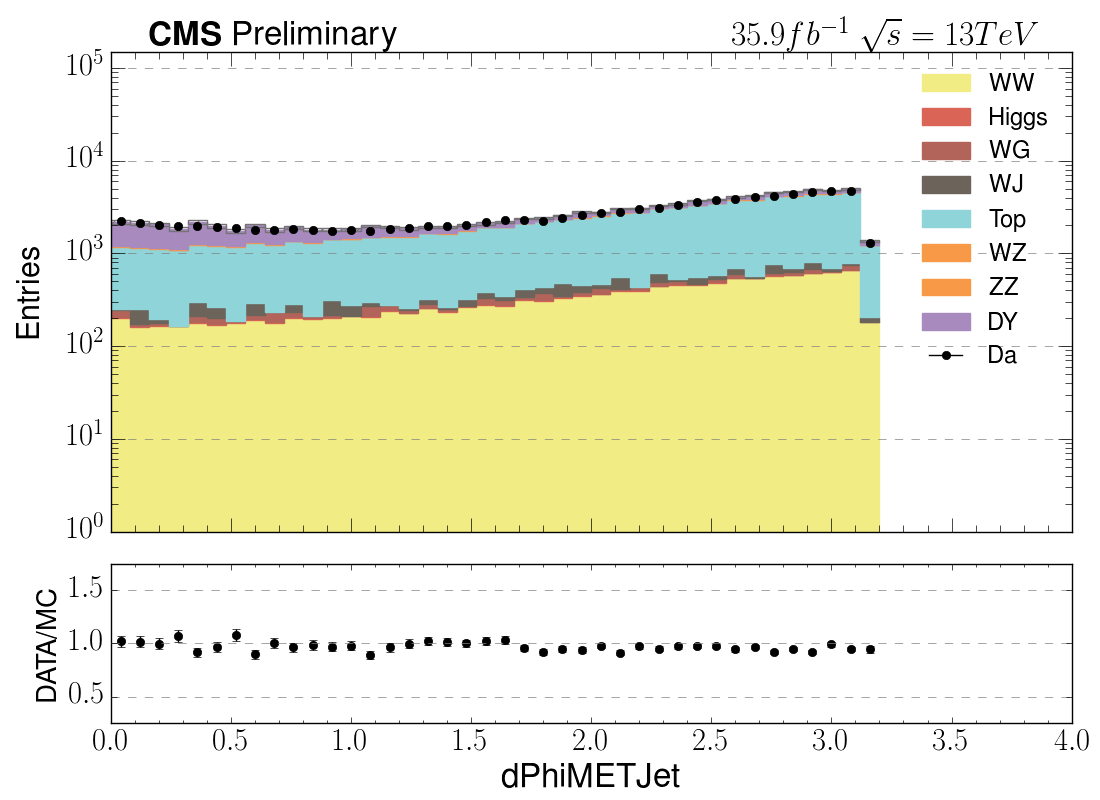 CMS Preliminary
35.9fb⁻¹ √s = 13TeV
10⁵
10⁴
10³
10²
10¹
10⁰
Entries
WW
Higgs
WG
WJ
Top
WZ
ZZ
DY
Da
1.5
1.0
0.5
DATA/MC
0.0 0.5 1.0 1.5 2.0 2.5 3.0 3.5 4.0
dPhiMETJet